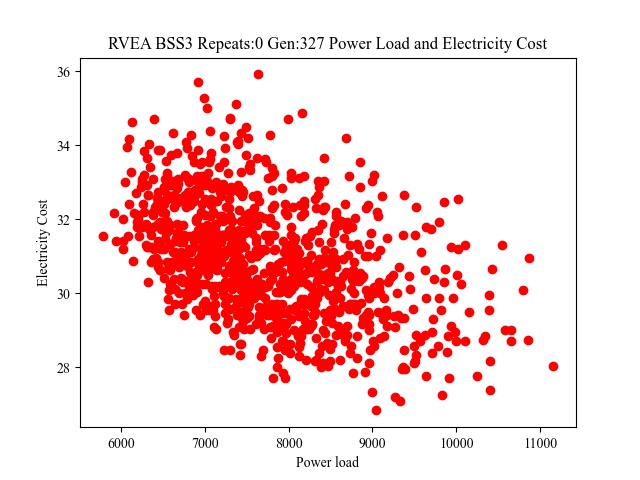 RVEA BSS3 Repeats:0 Gen:327 Power Load and Electricity Cost
36
34
32
30
28
Electricity Cost
6000 7000 8000 9000 10000 11000
Power load